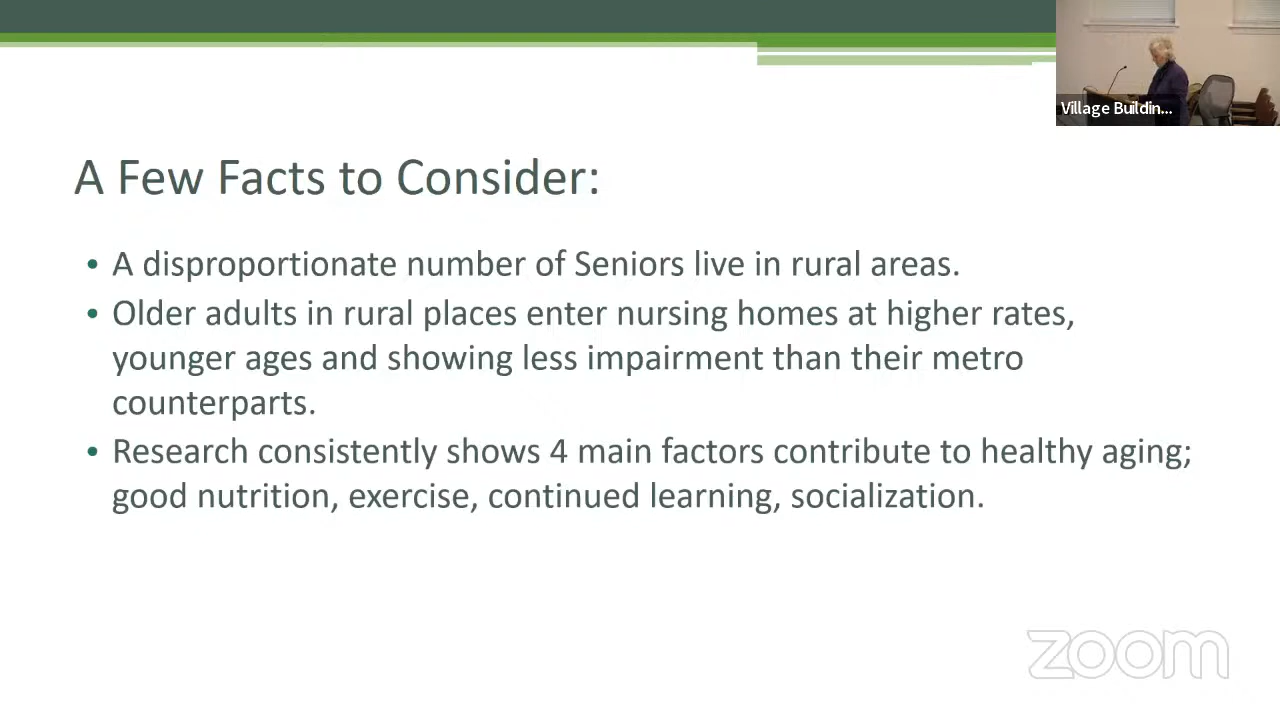 Village Buildin...
A Few Facts to Consider:
• A disproportionate number of Seniors live in rural areas.
• Older adults in rural places enter nursing homes at higher rates,
younger ages and showing less impairment than their metro
counterparts.
• Research consistently shows 4 main factors contribute to healthy aging;
good nutrition, exercise, continued learning, socialization.
zoom